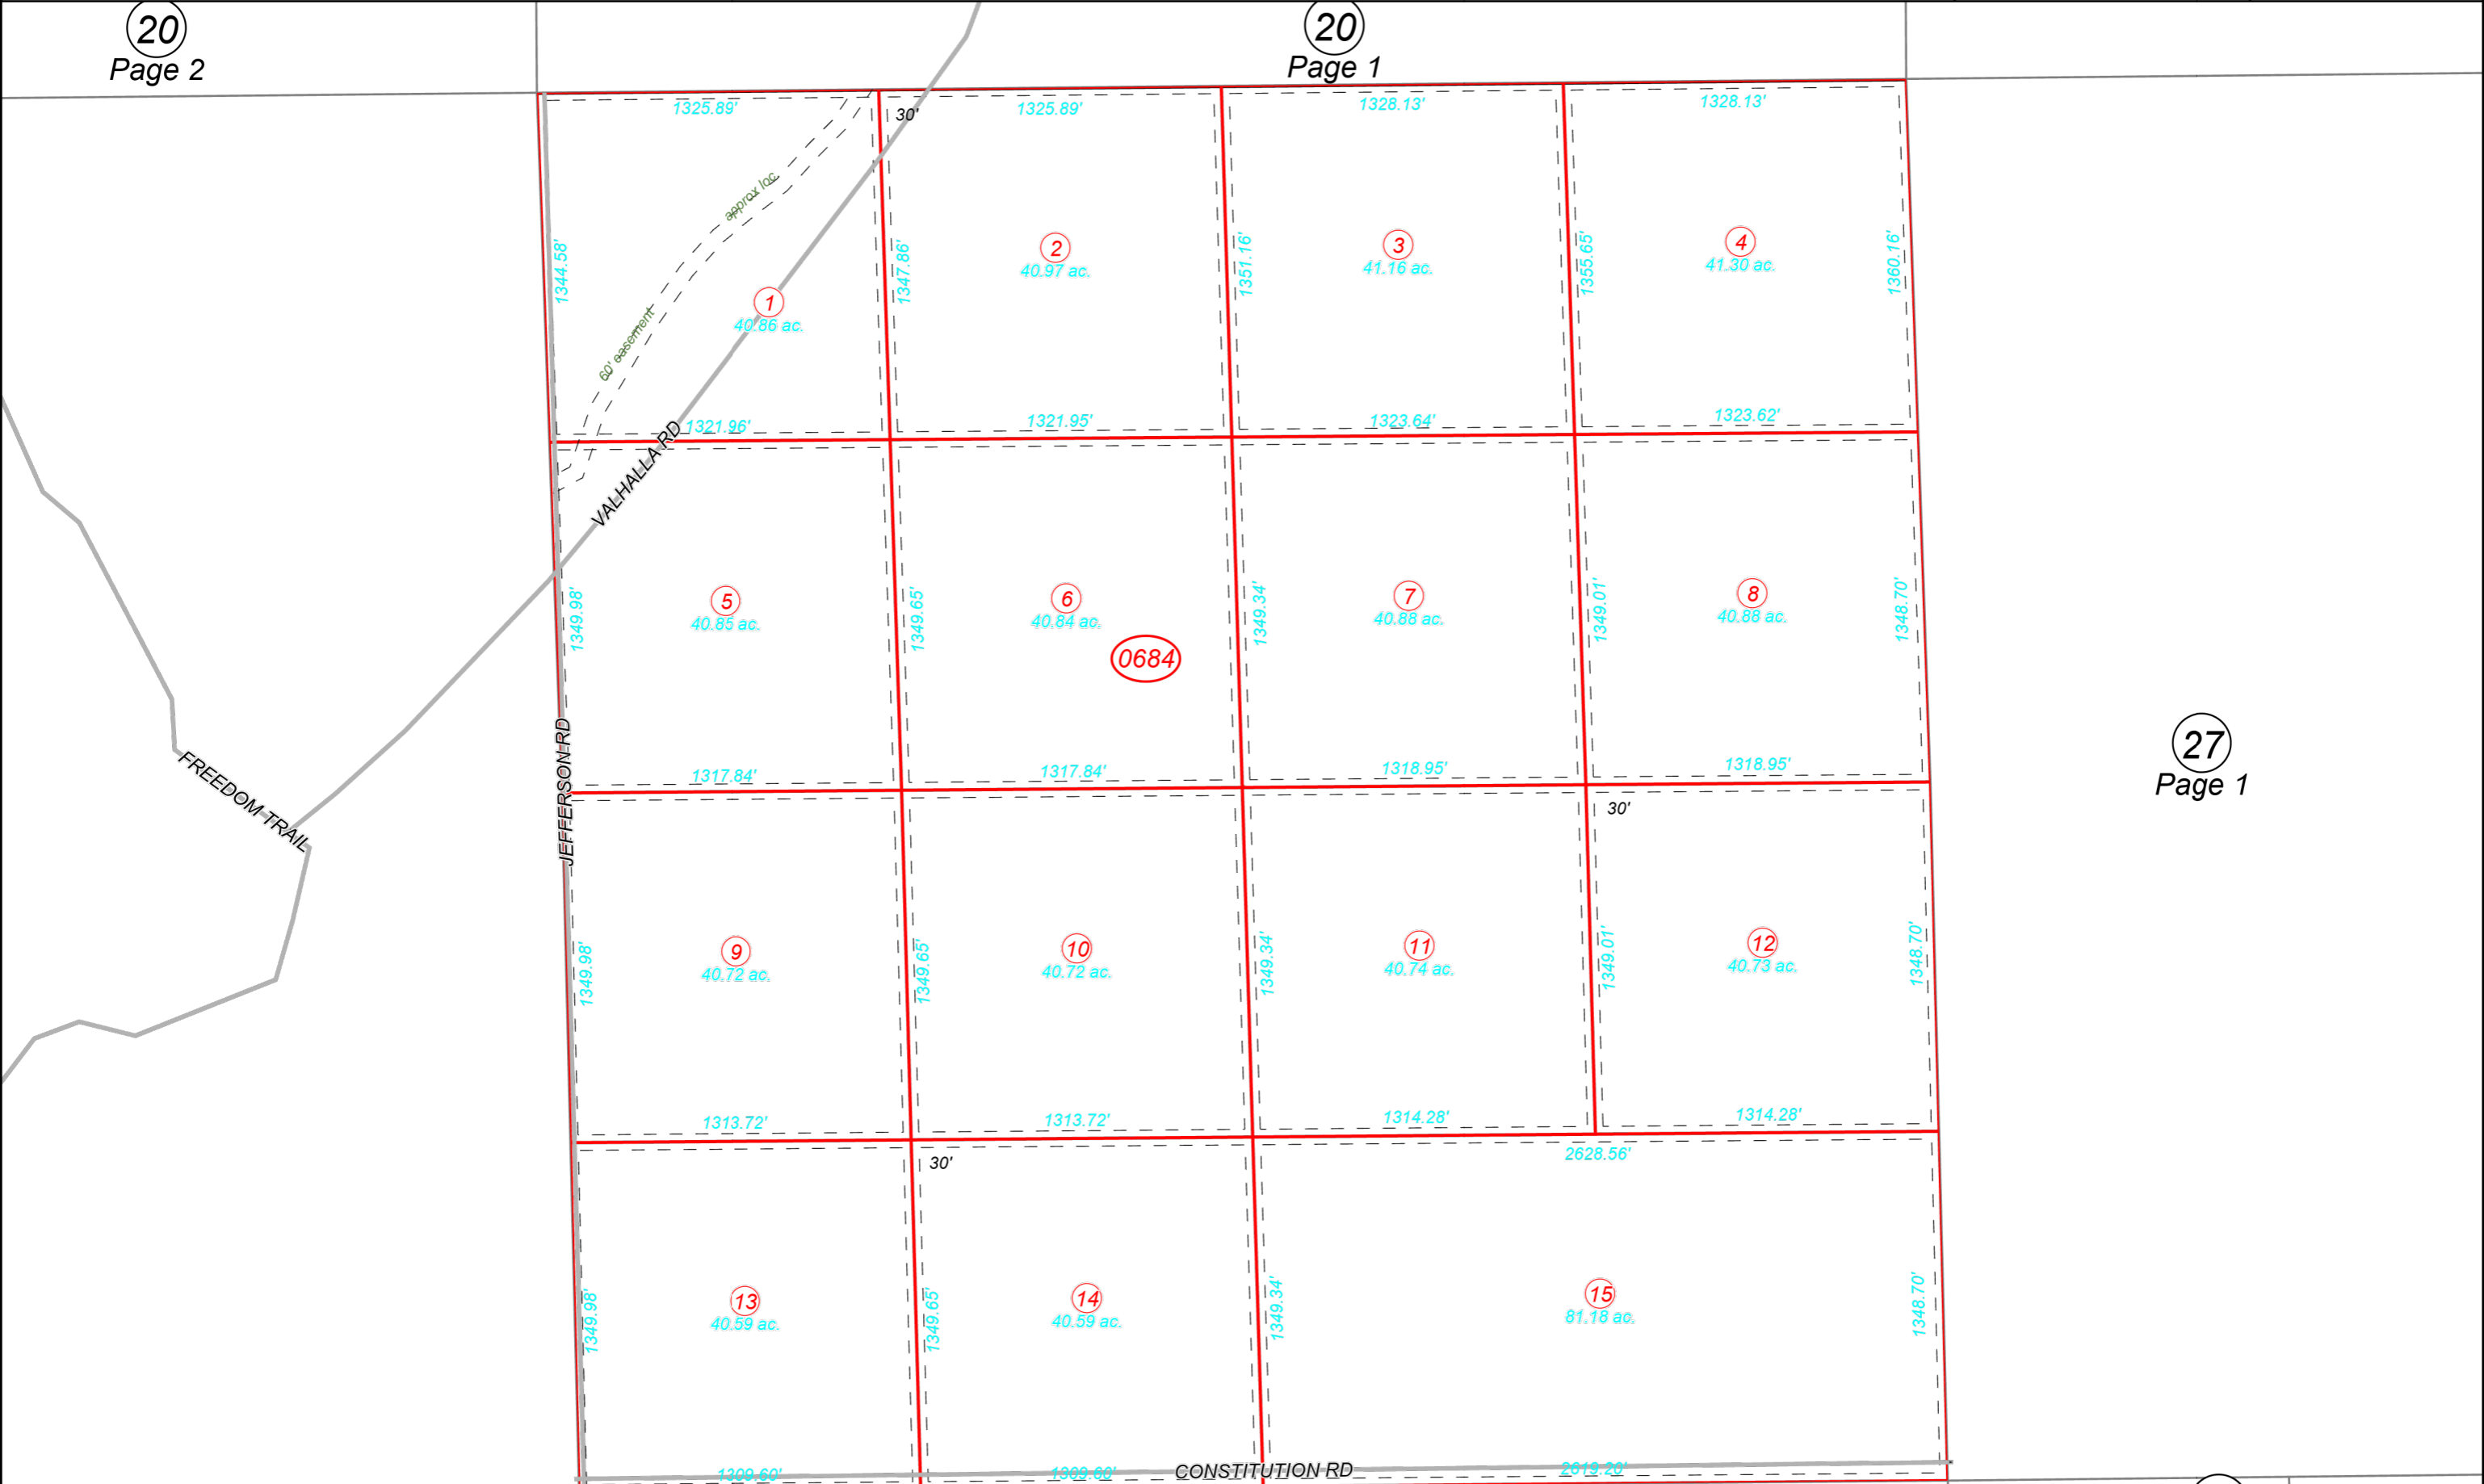 20
Page 2
20
Page 1
1325.89'
30'
1325.89'
1328.13'
1328.13'
approx loc
60' easement
1344.58'
1347.86'
1351.16'
1355.65'
1360.16'
1
40.86 ac.
2
40.97 ac.
3
41.16 ac.
4
41.30 ac.
1321.96'
1321.95'
1323.64'
1323.62'
VALHALLA RD
1349.98'
5
40.85 ac.
1349.65'
6
40.84 ac.
0684
1349.34'
7
40.88 ac.
1349.01'
8
40.88 ac.
1348.70'
27
Page 1
FREEDOM TRAIL
JEFFERSON RD
1317.84'
1317.84'
1318.95'
1318.95'
30'
1349.98'
9
40.72 ac.
1349.65'
10
40.72 ac.
1349.34'
11
40.74 ac.
1349.01'
12
40.73 ac.
1348.70'
1313.72'
1313.72'
1314.28'
1314.28'
30'
2628.56'
1349.98'
13
40.59 ac.
1349.65'
14
40.59 ac.
1349.34'
15
81.18 ac.
1348.70'
1309.60'
1309.60'
CONSTITUTION RD
2619.20'